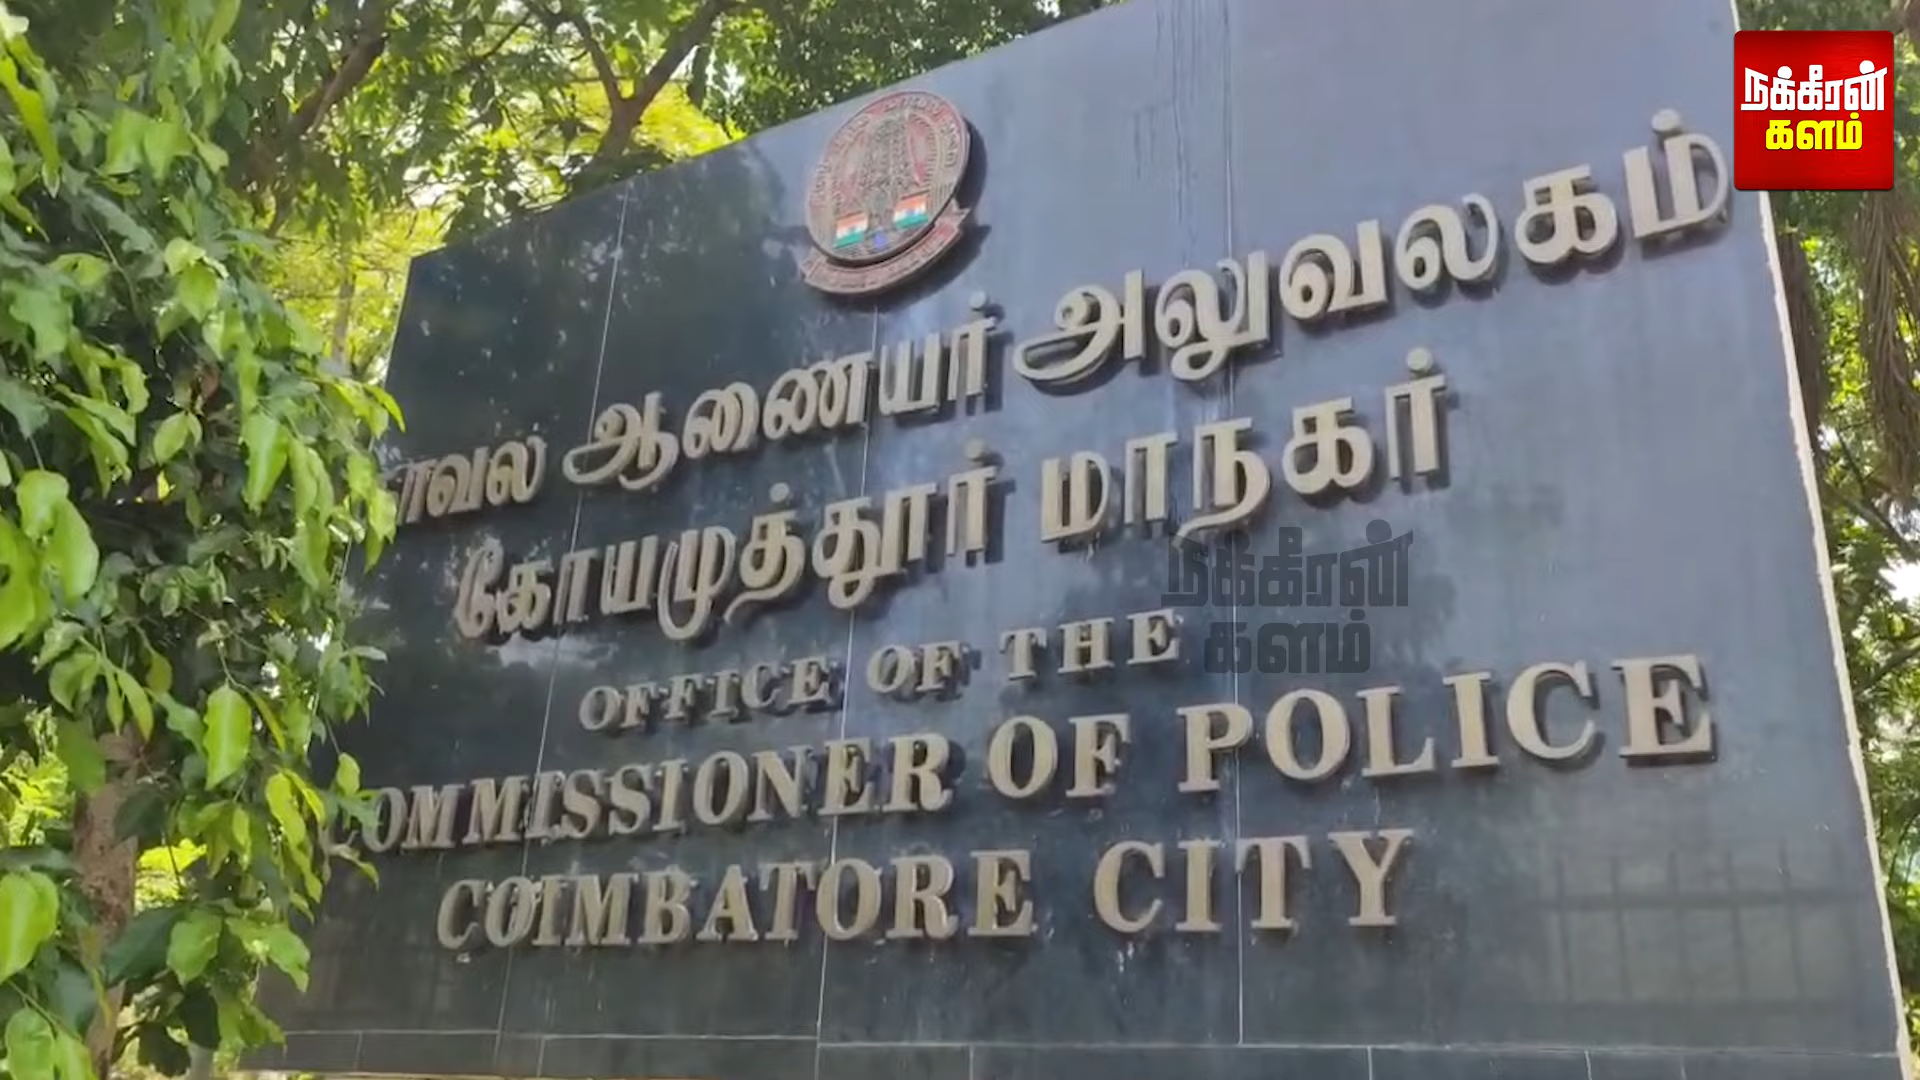 நக்கீரன்
களம்
காவல ஆணையர் அலுவலகம்
கோயமுத்தூர் மாநகர்
OFFICE OF THE
COMMISSIONER OF POLICE
COIMBATORE CITY
நக்கீரன்
களம்